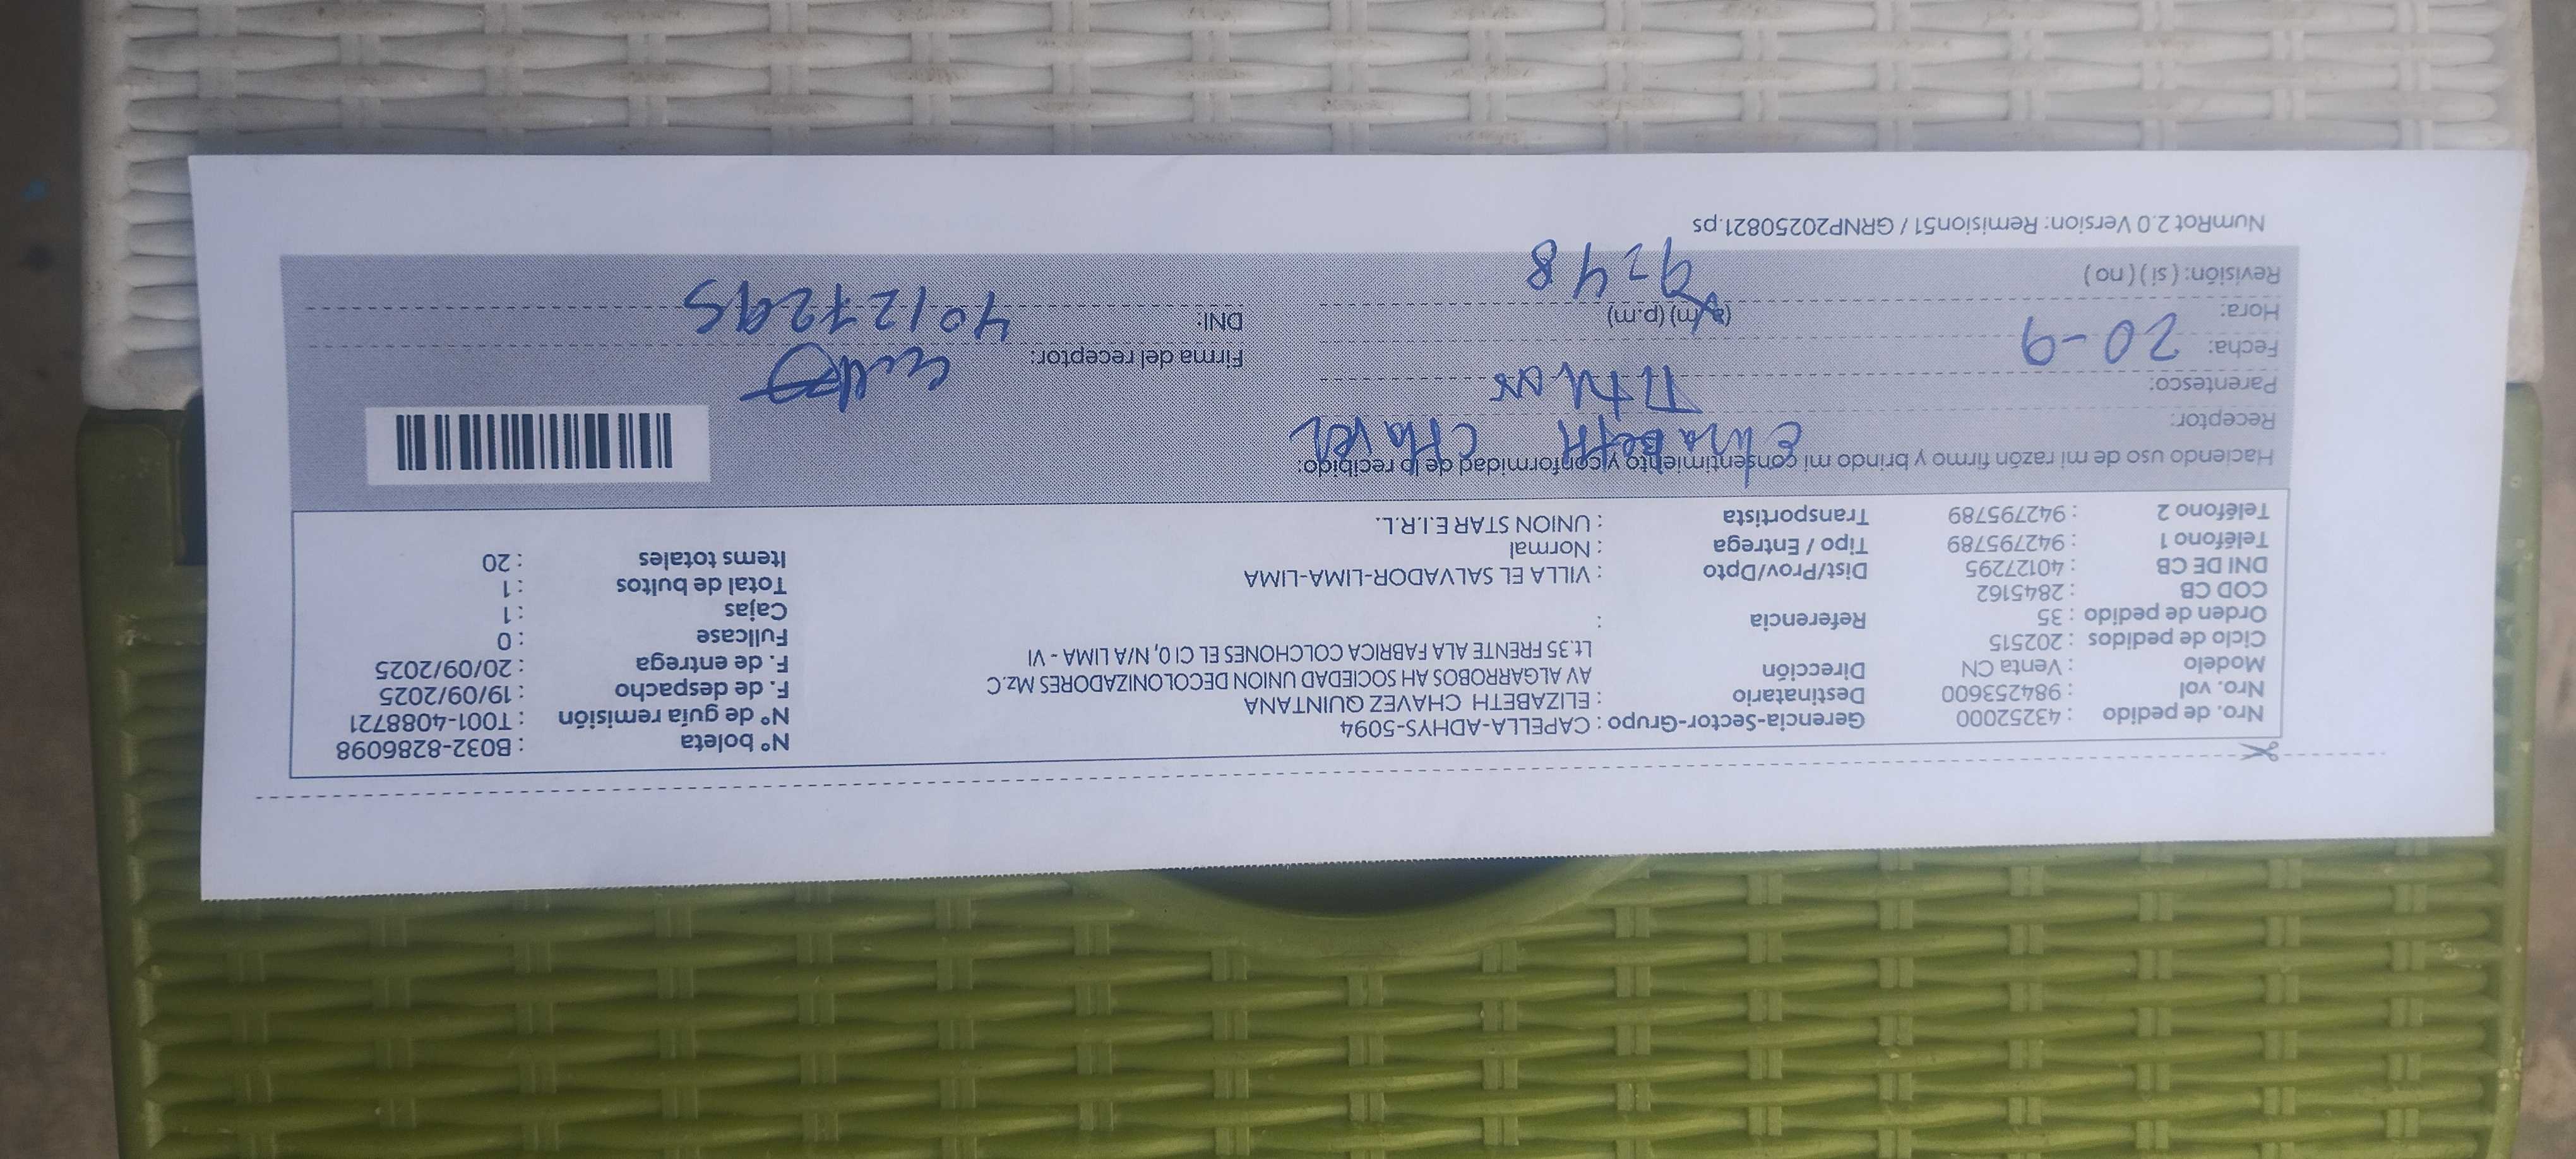 Nro. de pedido : 43252000 Gerencia-Sector-Grupo : CAPELLA-ADHYS-5094 N° boleta : B032-8286098
Nro. vol : 984253600 Destinatario : ELIZABETH CHAVEZ QUINTANA N° de guía remisión : T001-4088721
Modelo : Venta CN Dirección AV ALGARROBOS AH SOCIEDAD UNION DECOLONIZADORES Mz.C F. de despacho : 19/09/2025
Ciclo de pedidos : 202515 Lt.35 FRENTE ALA FABRICA COLCHONES EL CI 0, N/A LIMA - VI F. de entrega : 20/09/2025
Orden de pedido : 35 Referencia : Fullcase : 0
COD CB : 2845162 Cajas : 1
DNI DE CB : 40127295 Dist/Prov/Dpto : VILLA EL SALVADOR-LIMA-LIMA Total de bultos : 1
Teléfono 1 : 942795789 Tipo / Entrega : Normal Items totales : 20
Teléfono 2 : 942795789 Transportista : UNION STAR E.I.R.L.
Haciendo uso de mi razón firmo y brindo mi consentimiento y conformidad de lo recibido:
Receptor: ElizaBetH CHavez
Parentesco: Titular
Fecha: 20-9 Firma del receptor:
Hora: (a.m) (p.m) 9:48 DNI: 40127295
Revisión: ( si ) ( no )
NumRot 2.0 Version: Remision51 / GRNP20250821.ps